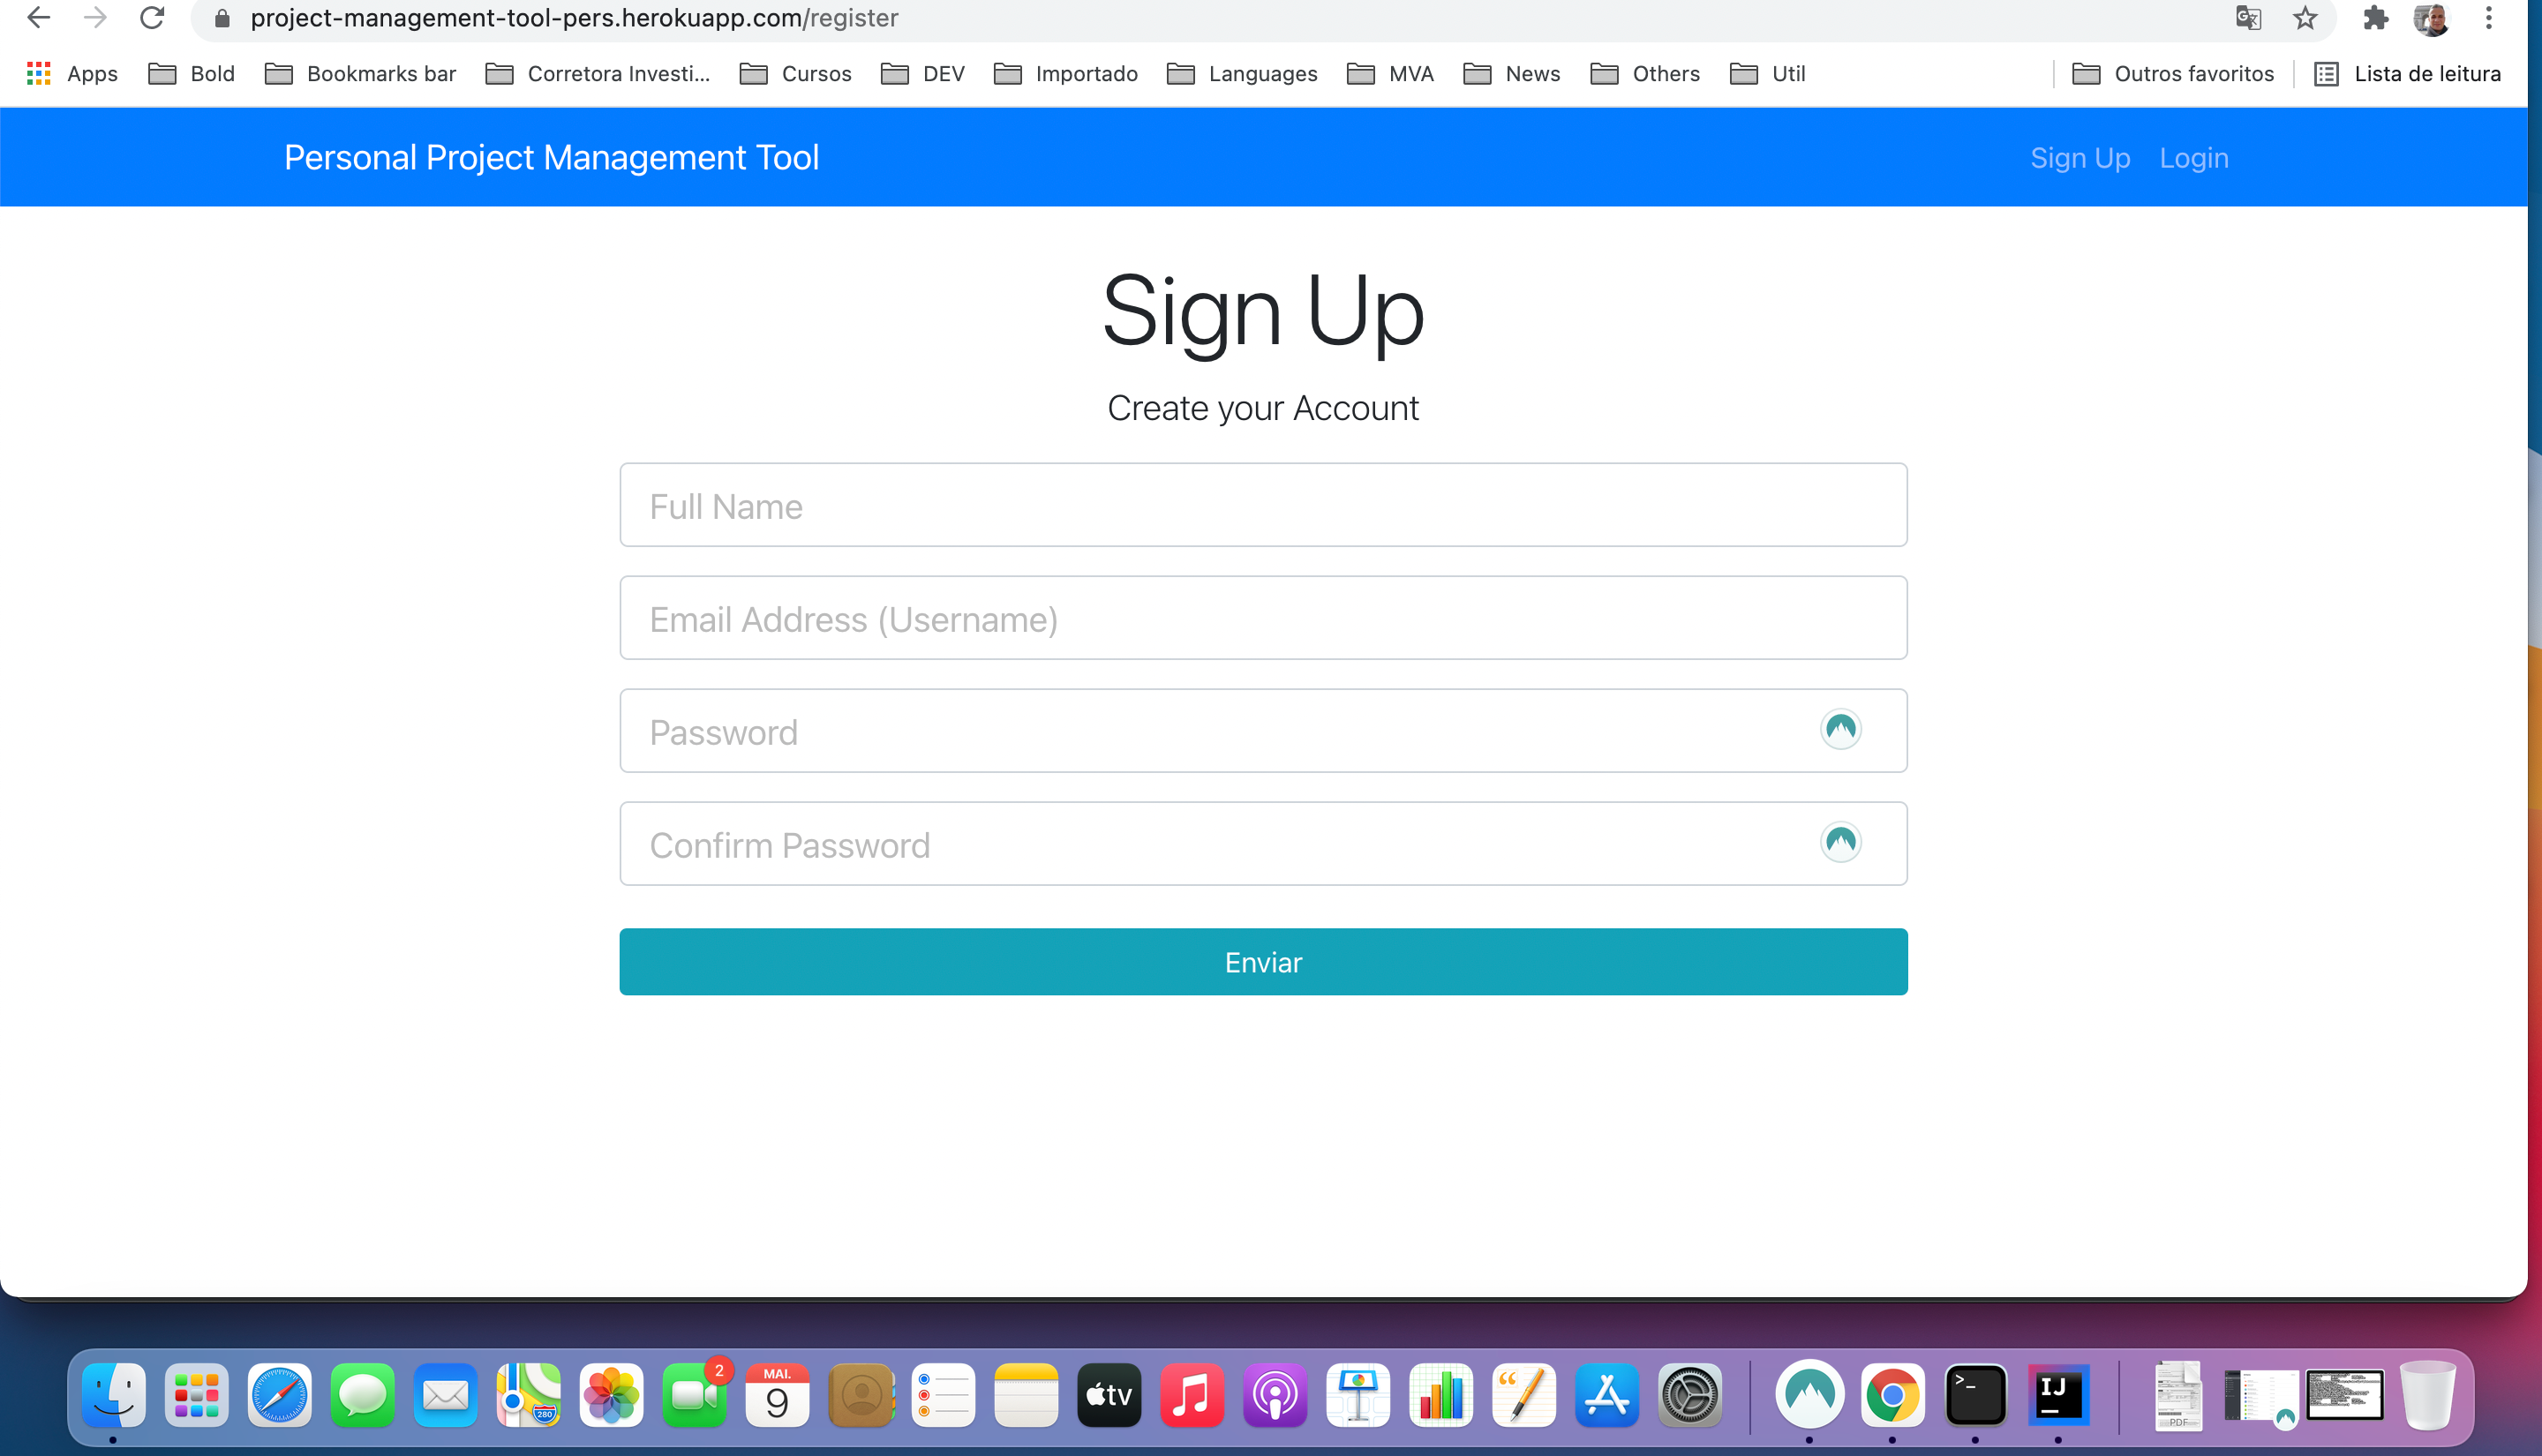 project-management-tool-pers.herokuapp.com/register
Apps Bold Bookmarks bar Corretora Investi... Cursos DEV Importado Languages MVA News Others Util Outros favoritos Lista de leitura
Personal Project Management Tool Sign Up Login
Sign Up
Create your Account
Full Name
Email Address (Username)
Password
Confirm Password
Enviar
2
MAI.
9
280
tv
>_
IJ
PDF